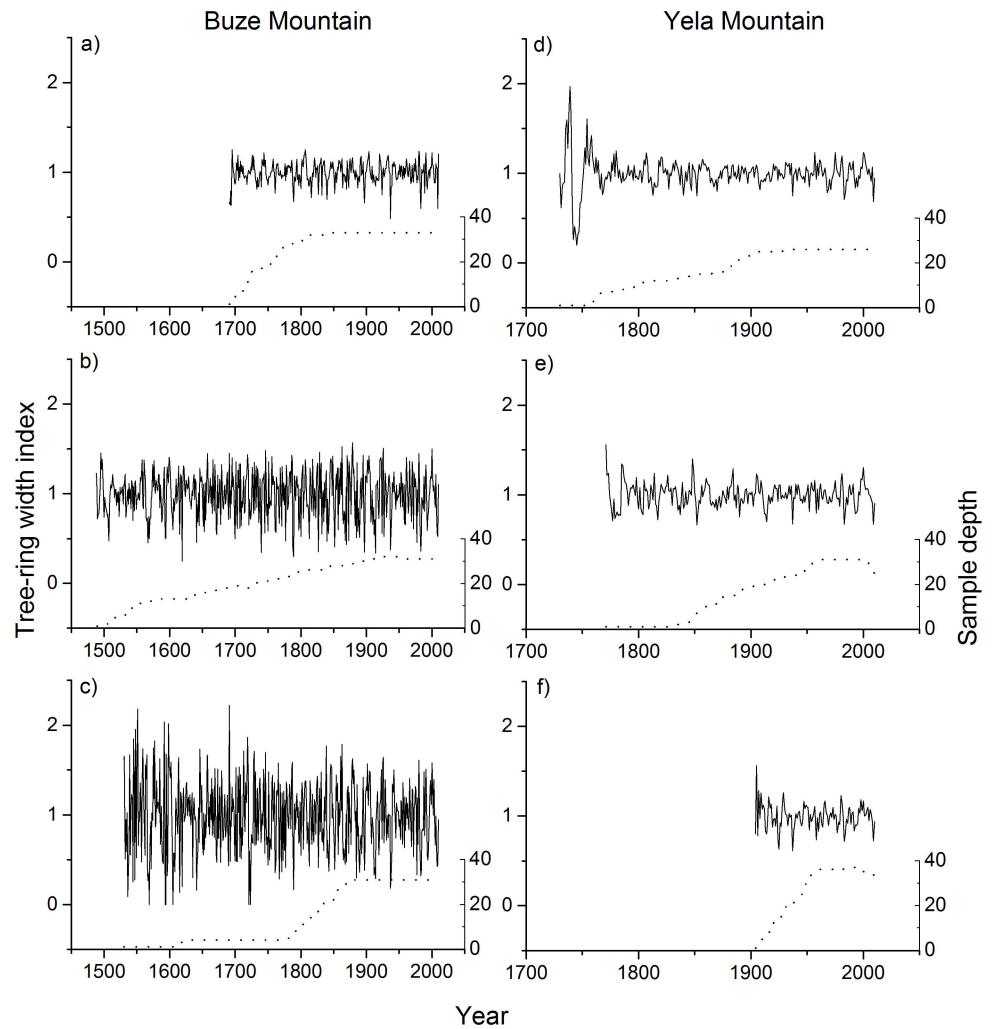 Buze Mountain
Yela Mountain
a)
2
1
0
40
20
0
1500 1600 1700 1800 1900 2000
d)
2
1
0
40
20
0
1700 1800 1900 2000
b)
2
1
0
40
20
0
1500 1600 1700 1800 1900 2000
e)
2
1
0
40
20
0
1700 1800 1900 2000
c)
2
1
0
40
20
0
1500 1600 1700 1800 1900 2000
f)
2
1
0
40
20
0
1700 1800 1900 2000
Tree-ring width index
Sample depth
Year